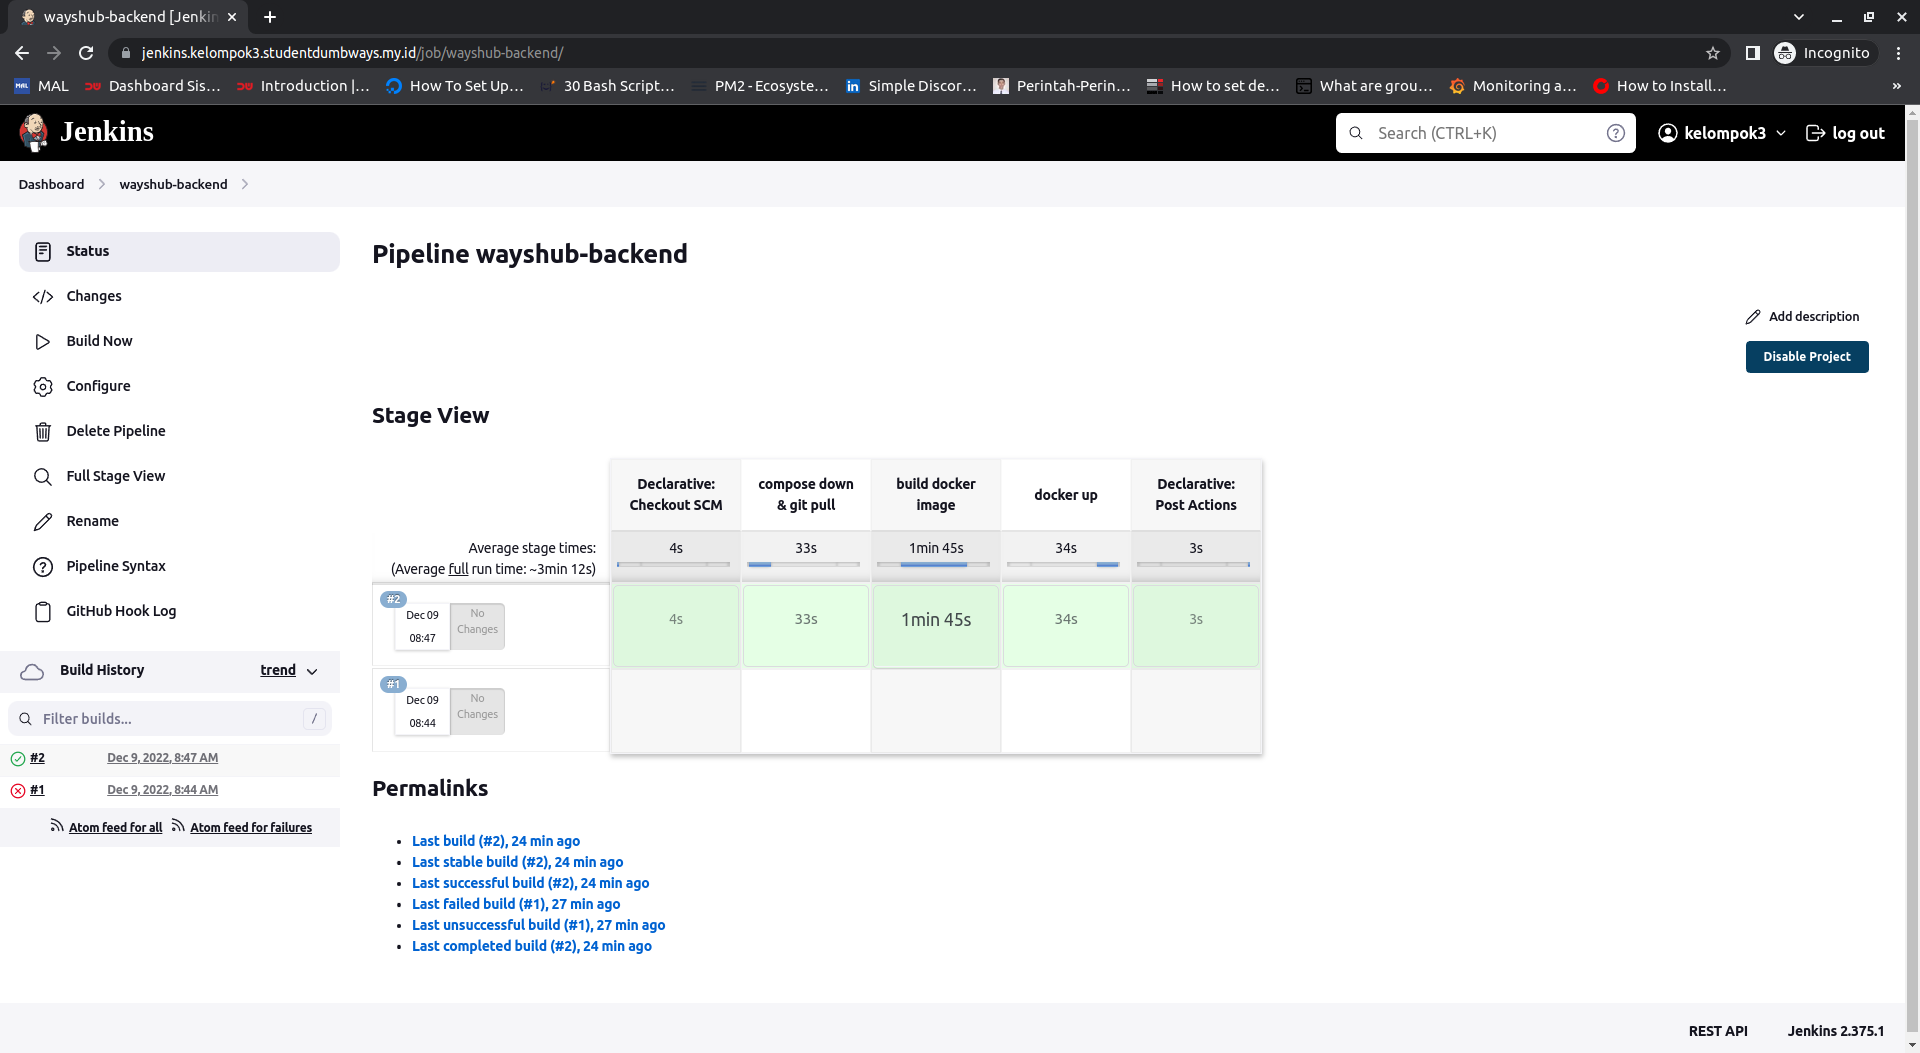 wayshub-backend [Jenkin
jenkins.kelompok3.studentdumbways.my.id/job/wayshub-backend/
Incognito
MAL
Dashboard Sis...
Introduction |...
How To Set Up...
30 Bash Script...
PM2 - Ecosyste...
Simple Discor...
Perintah-Perin...
How to set de...
What are grou...
Monitoring a...
How to Install...
»
Jenkins
Search (CTRL+K)
?
kelompok3
log out
Dashboard
wayshub-backend
Status
Changes
Build Now
Configure
Delete Pipeline
Full Stage View
Rename
Pipeline Syntax
GitHub Hook Log
Build History
trend
Filter builds...
/
#2
Dec 9, 2022, 8:47 AM
#1
Dec 9, 2022, 8:44 AM
Atom feed for all
Atom feed for failures
Pipeline wayshub-backend
Add description
Disable Project
Stage View
Declarative:
Checkout SCM
compose down
& git pull
build docker
image
docker up
Declarative:
Post Actions
Average stage times:
(Average full run time: ~3min 12s)
4s
33s
1min 45s
34s
3s
#2
Dec 09
08:47
No
Changes
4s
33s
1min 45s
34s
3s
#1
Dec 09
08:44
No
Changes
Permalinks
Last build (#2), 24 min ago
Last stable build (#2), 24 min ago
Last successful build (#2), 24 min ago
Last failed build (#1), 27 min ago
Last unsuccessful build (#1), 27 min ago
Last completed build (#2), 24 min ago
REST API
Jenkins 2.375.1